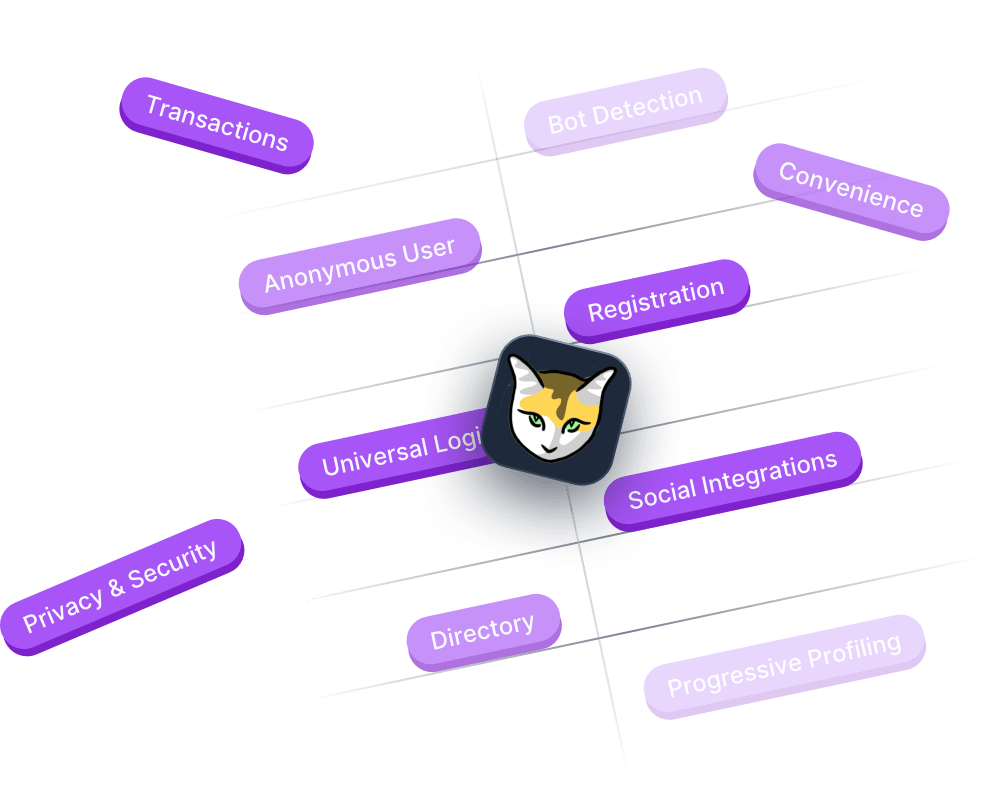 Transactions
Bot Detection
Convenience
Anonymous User
Registration
Universal Logi
Social Integrations
Privacy & Security
Directory
Progressive Profiling